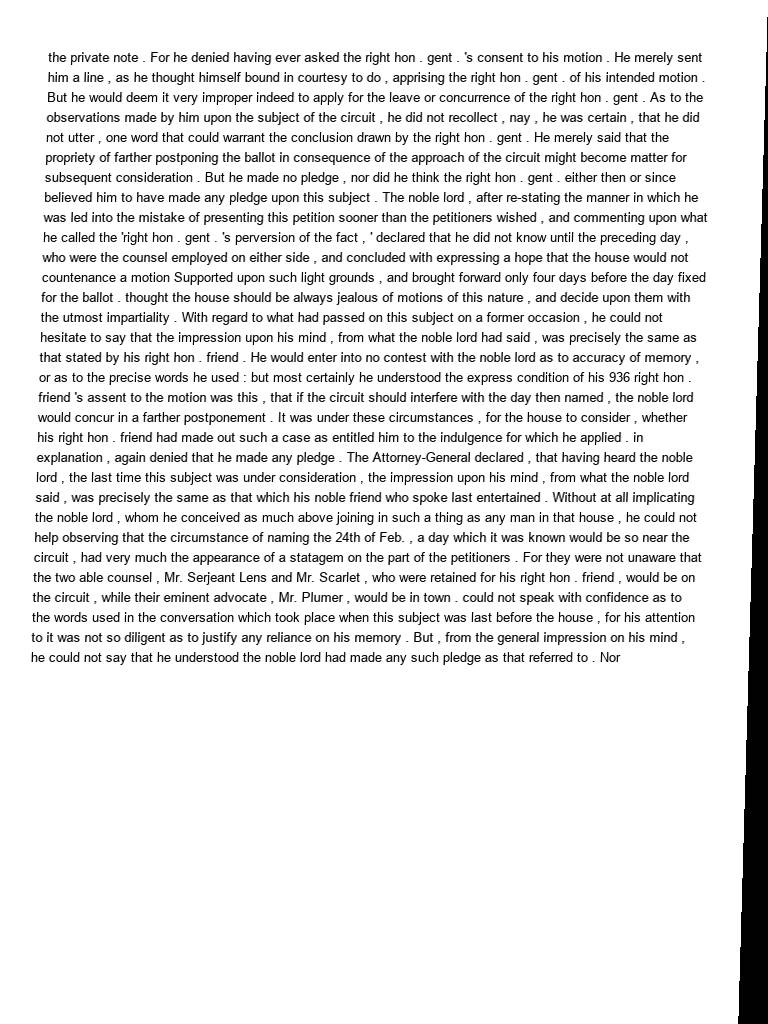 the private note . For he denied having ever asked the right hon . gent . 's consent to his motion . He merely sent
him a line , as he thought himself bound in courtesy to do , apprising the right hon . gent . of his intended motion .
But he would deem it very improper indeed to apply for the leave or concurrence of the right hon . gent . As to the
observations made by him upon the subject of the circuit , he did not recollect , nay , he was certain , that he did
not utter , one word that could warrant the conclusion drawn by the right hon . gent . He merely said that the
propriety of farther postponing the ballot in consequence of the approach of the circuit might become matter for
subsequent consideration . But he made no pledge , nor did he think the right hon . gent . either then or since
believed him to have made any pledge upon this subject . The noble lord , after re-stating the manner in which he
was led into the mistake of presenting this petition sooner than the petitioners wished , and commenting upon what
he called the 'right hon . gent . 's perversion of the fact , ' declared that he did not know until the preceding day ,
who were the counsel employed on either side , and concluded with expressing a hope that the house would not
countenance a motion Supported upon such light grounds , and brought forward only four days before the day fixed
for the ballot . thought the house should be always jealous of motions of this nature , and decide upon them with
the utmost impartiality . With regard to what had passed on this subject on a former occasion , he could not
hesitate to say that the impression upon his mind , from what the noble lord had said , was precisely the same as
that stated by his right hon . friend . He would enter into no contest with the noble lord as to accuracy of memory ,
or as to the precise words he used : but most certainly he understood the express condition of his 936 right hon .
friend 's assent to the motion was this , that if the circuit should interfere with the day then named , the noble lord
would concur in a farther postponement . It was under these circumstances , for the house to consider , whether
his right hon . friend had made out such a case as entitled him to the indulgence for which he applied . in
explanation , again denied that he made any pledge . The Attorney-General declared , that having heard the noble
lord , the last time this subject was under consideration , the impression upon his mind , from what the noble lord
said , was precisely the same as that which his noble friend who spoke last entertained . Without at all implicating
the noble lord , whom he conceived as much above joining in such a thing as any man in that house , he could not
help observing that the circumstance of naming the 24th of Feb. , a day which it was known would be so near the
circuit , had very much the appearance of a statagem on the part of the petitioners . For they were not unaware that
the two able counsel , Mr. Serjeant Lens and Mr. Scarlet , who were retained for his right hon . friend , would be on
the circuit , while their eminent advocate , Mr. Plumer , would be in town . could not speak with confidence as to
the words used in the conversation which took place when this subject was last before the house , for his attention
to it was not so diligent as to justify any reliance on his memory . But , from the general impression on his mind ,
he could not say that he understood the noble lord had made any such pledge as that referred to . Nor